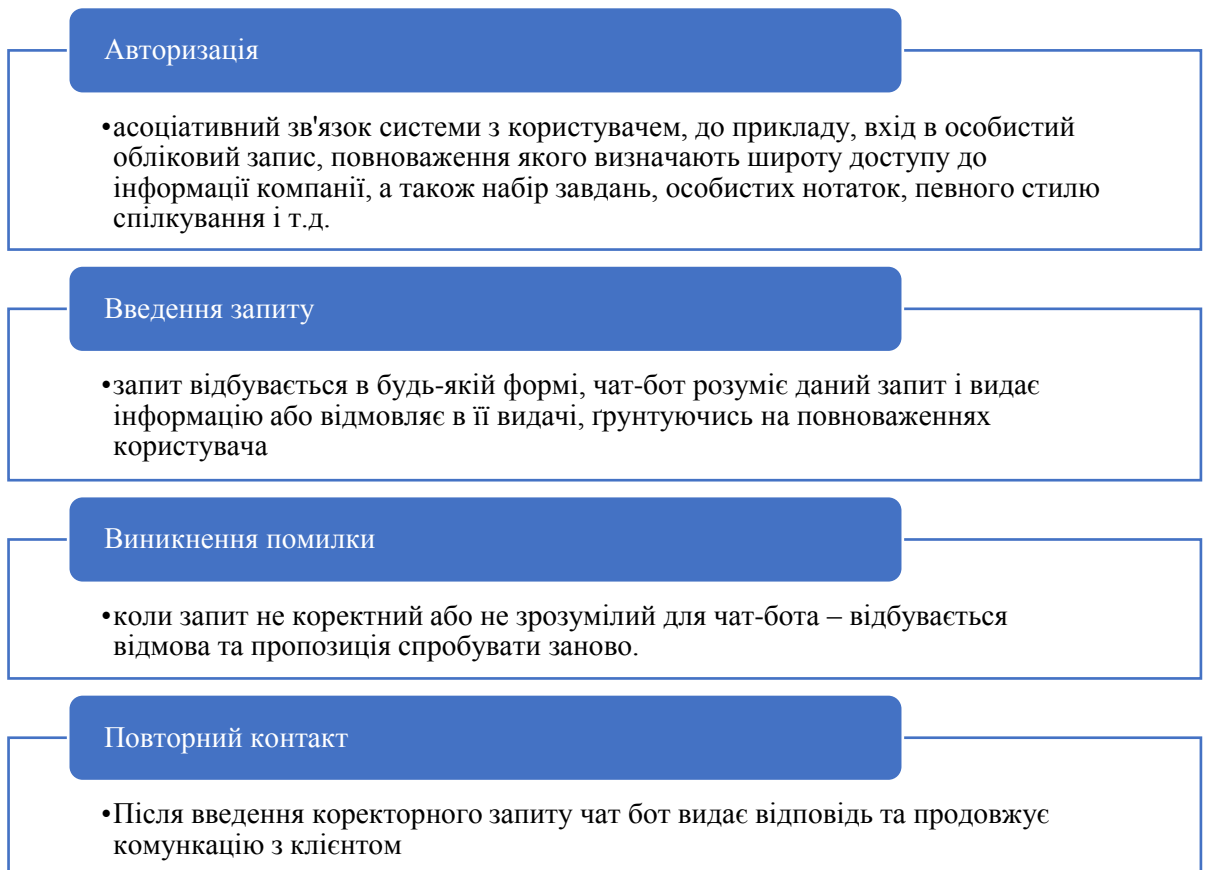 Авторизація
•асоціативний зв'язок системи з користувачем, до прикладу, вхід в особистий
обліковий запис, повноваження якого визначають широту доступу до
інформації компанії, а також набір завдань, особистих нотаток, певного стилю
спілкування і т.д.
Введення запиту
•запит відбувається в будь-якій формі, чат-бот розуміє даний запит і видає
інформацію або відмовляє в її видачі, ґрунтуючись на повноваженнях
користувача
Виникнення помилки
•коли запит не коректний або не зрозумілий для чат-бота – відбувається
відмова та пропозиція спробувати заново.
Повторний контакт
•Після введення коректорного запиту чат бот видає відповідь та продовжує
комункацію з клієнтом